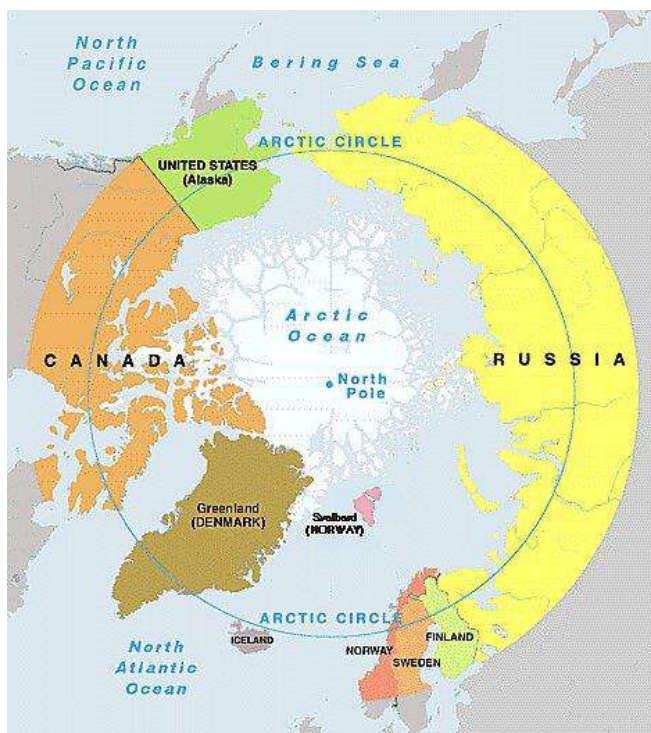 North
Pacific
Ocean
Bering Sea
ARCTIC CIRCLE
UNITED STATES
(Alaska)
Arctic
Ocean
CANADA
RUSSIA
North
Pole
Greenland
(DENMARK)
Svalbard
(NORWAY)
ARCTIC CIRCLE
ICELAND
NORWAY
FINLAND
SWEDEN
North
Atlantic
Ocean